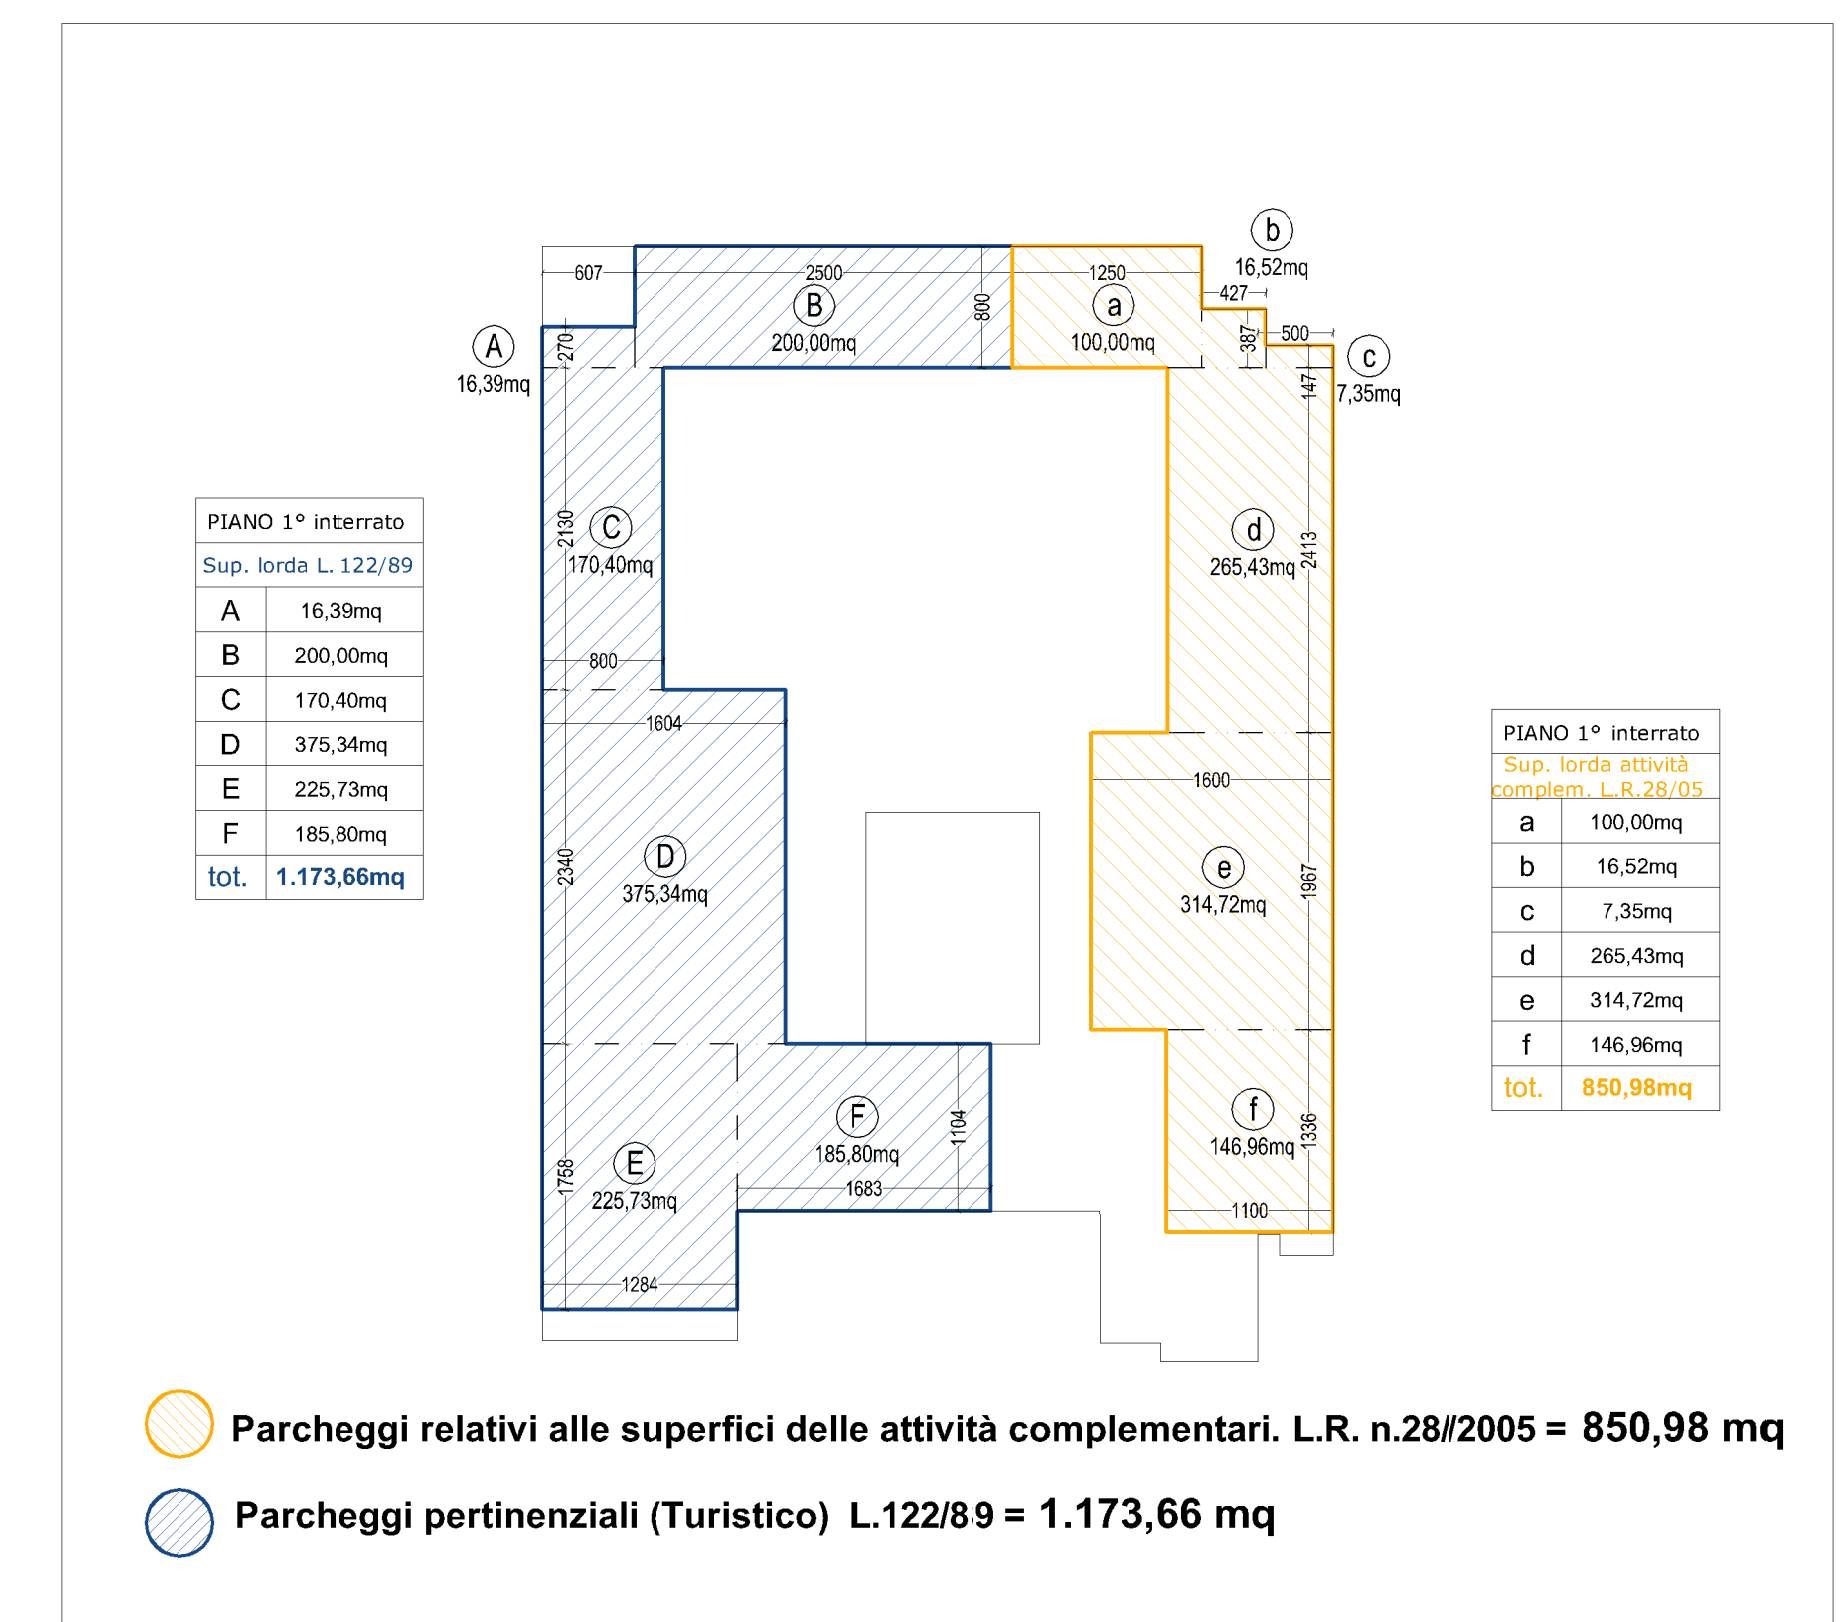 b
16,52mq
607
2500
1250
427
B
200,00mq
800
a
100,00mq
387
500
A
16,39mq
270
c
7,35mq
147
PIANO 1° interrato
Sup. lorda L. 122/89
A 16,39mq
B 200,00mq
C 170,40mq
D 375,34mq
E 225,73mq
F 185,80mq
tot. 1.173,66mq
2130
C
170,40mq
d
265,43mq
2413
800
1604
1600
2340
D
375,34mq
e
314,72mq
1967
PIANO 1° interrato
Sup. lorda attività
complem. L.R.28/05
a 100,00mq
b 16,52mq
c 7,35mq
d 265,43mq
e 314,72mq
f 146,96mq
tot. 850,98mq
F
185,80mq
1104
f
146,96mq
1336
1758
E
225,73mq
1683
1100
1284
Parcheggi relativi alle superfici delle attività complementari. L.R. n.28//2005 = 850,98 mq
Parcheggi pertinenziali (Turistico) L.122/89 = 1.173,66 mq